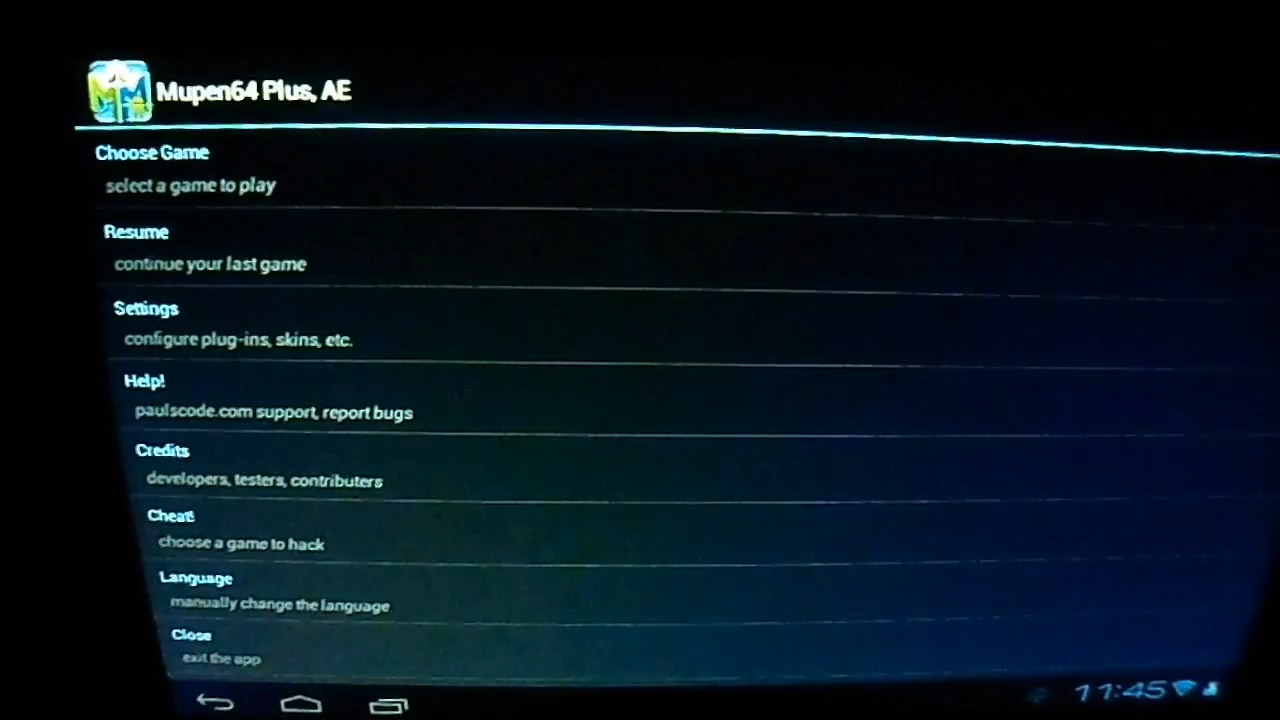 Mupen64 Plus, AE
Choose Game
select a game to play
Resume
continue your last game
Settings
configure plug-ins, skins, etc.
Help!
paulscode.com support, report bugs
Credits
developers, testers, contributers
Cheat!
choose a game to hack
Language
manually change the language
Close
exit the app
11:45